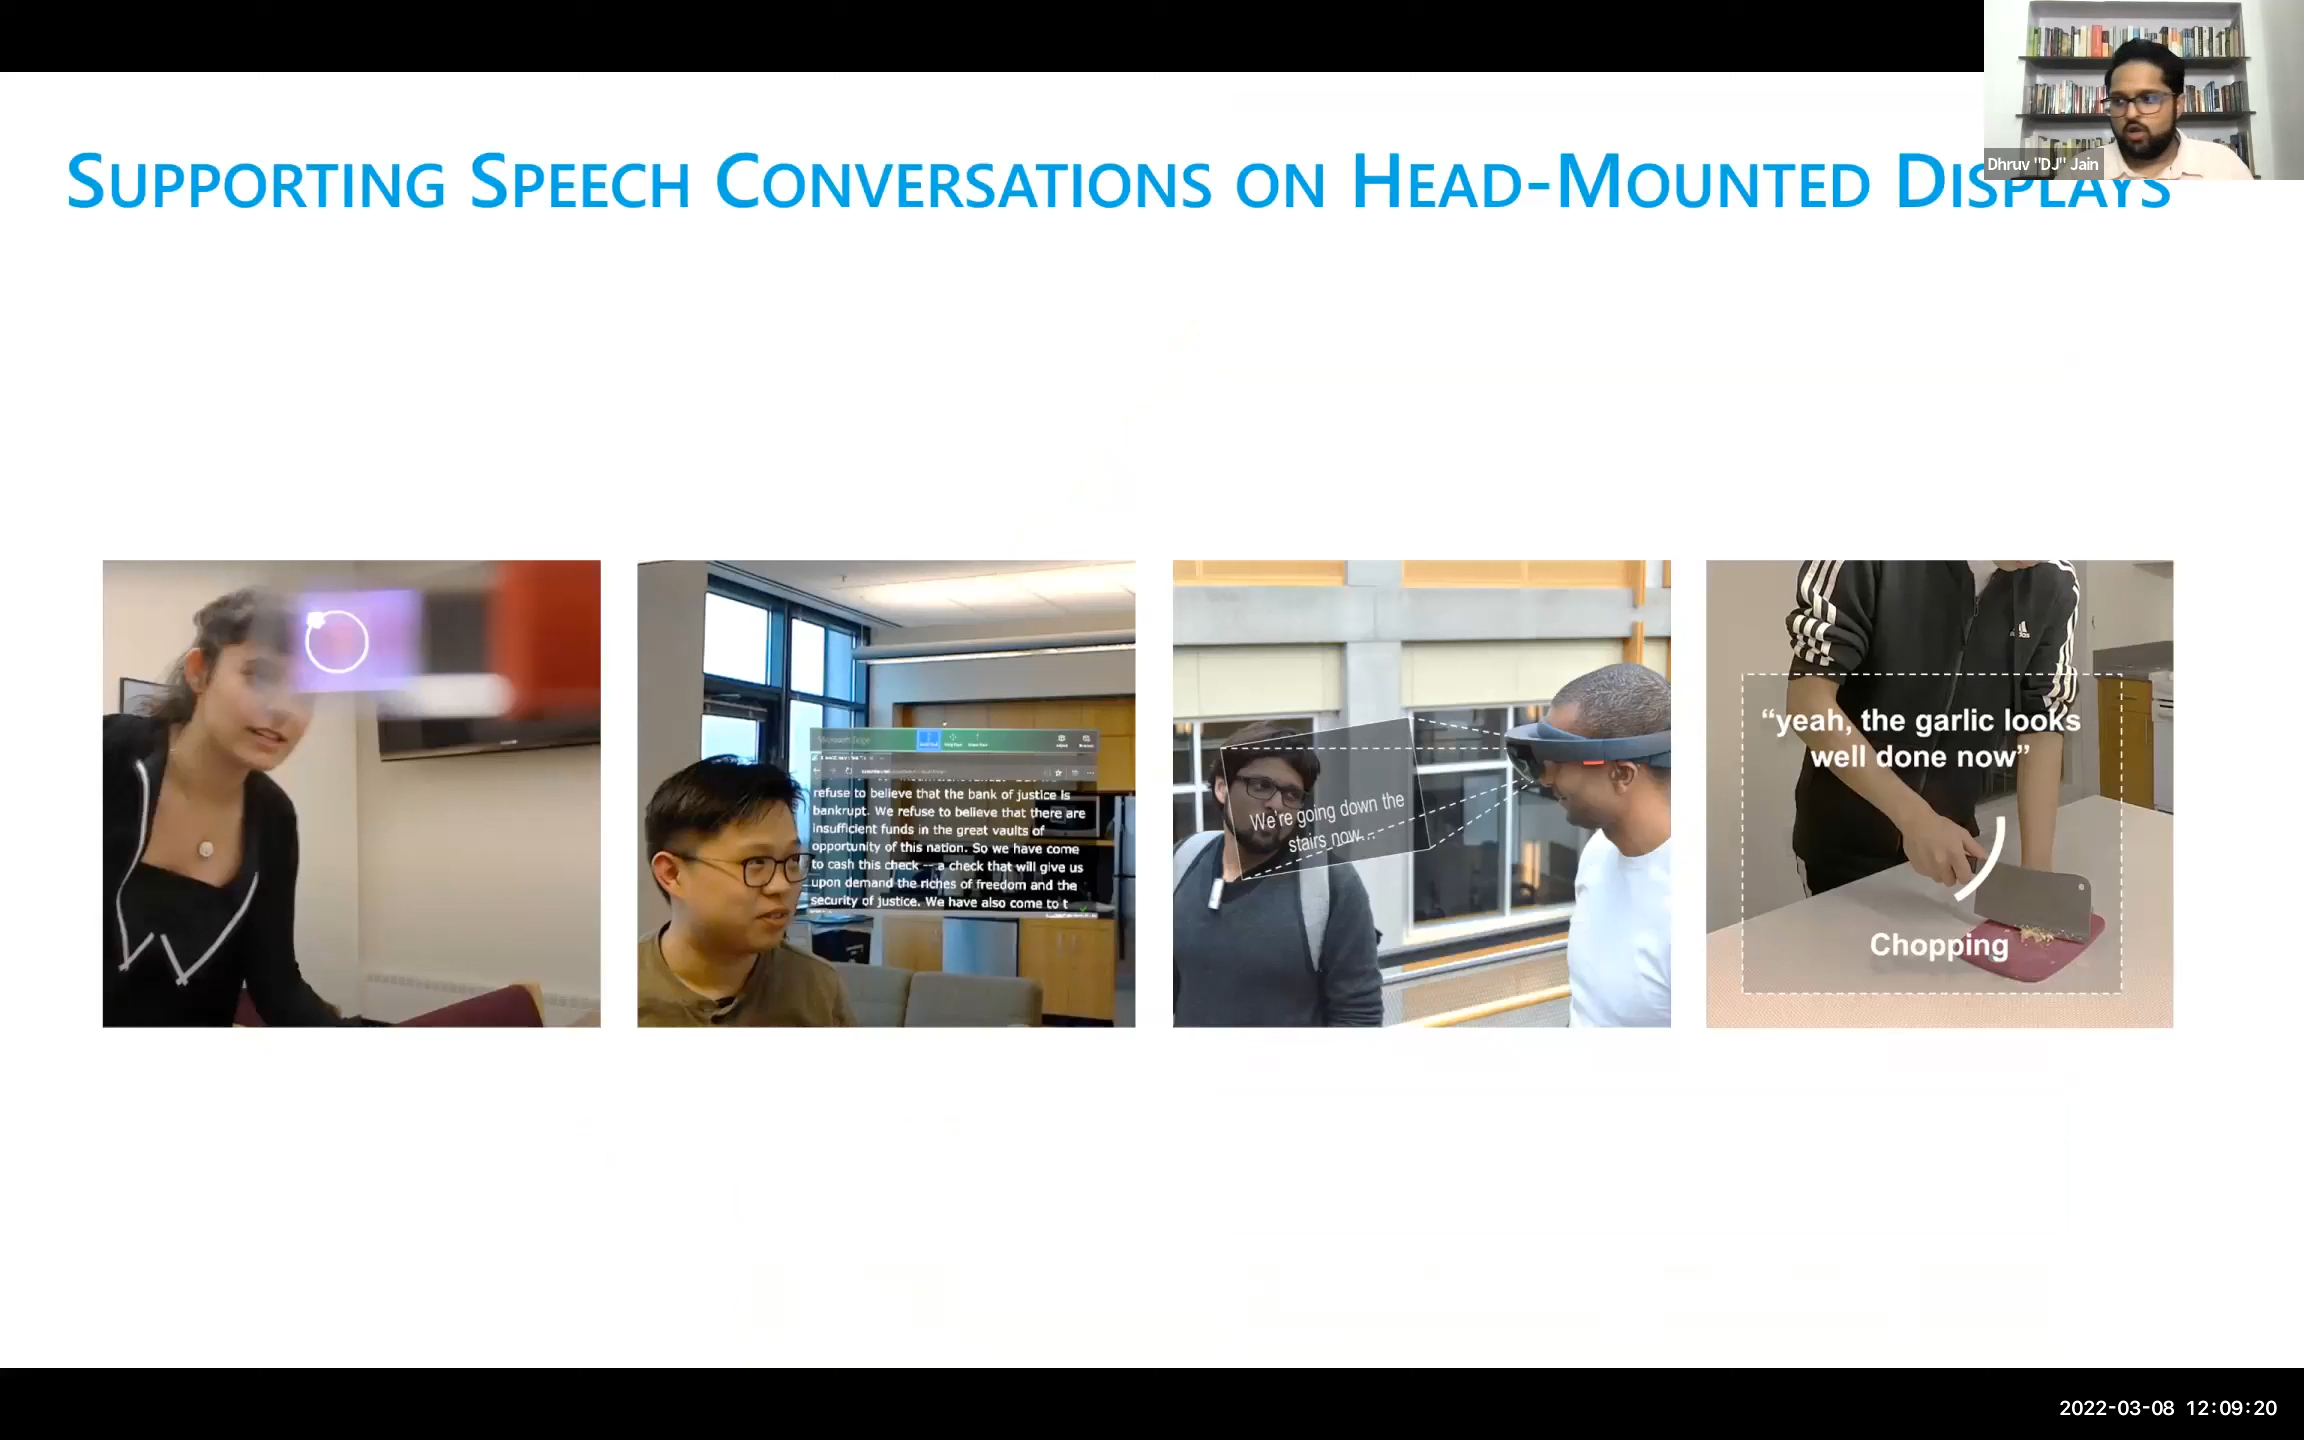 SUPPORTING SPEECH CONVERSATIONS ON HEAD-MOUNTED DISPLAYS
Dhruv "DJ" Jain
Microsoft Edge
refuse to believe that the bank of justice is
bankrupt. We refuse to believe that there are
insufficient funds in the great vaults of
opportunity of this nation. So we have come
to cash this check -- a check that will give us
upon demand the riches of freedom and the
security of justice. We have also come to t
We're going down the
stairs now...
adidas
“yeah, the garlic looks
well done now”
Chopping
2022-03-08 12:09:20